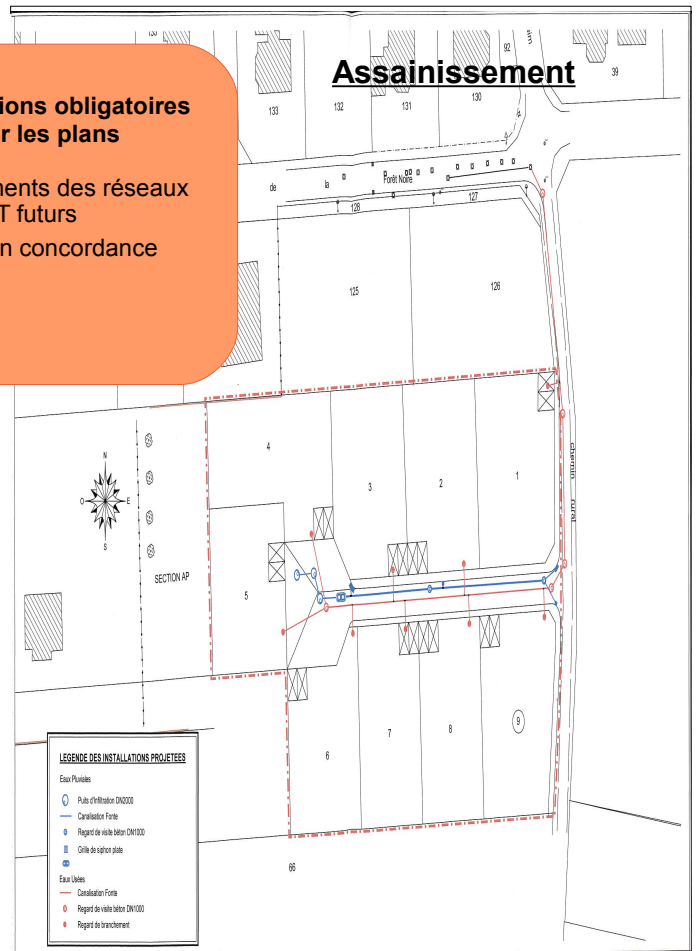 Assainissement
ions obligatoires
r les plans
ents des réseaux
T futurs
n concordance
133
132
131
130
92
39
de
la
Forêt Noire
128
127
125
126
4
3
2
1
chemin rural
N
O
E
S
SECTION AP
5
6
7
8
9
66
LEGENDE DES INSTALLATIONS PROJETEES
Eaux Pluviales
Puits d'Infiltration DN2000
Canalisation Fonte
Regard de visite béton DN1000
Grille de siphon plate
Eaux Usées
Canalisation Fonte
Regard de visite béton DN1000
Regard de branchement